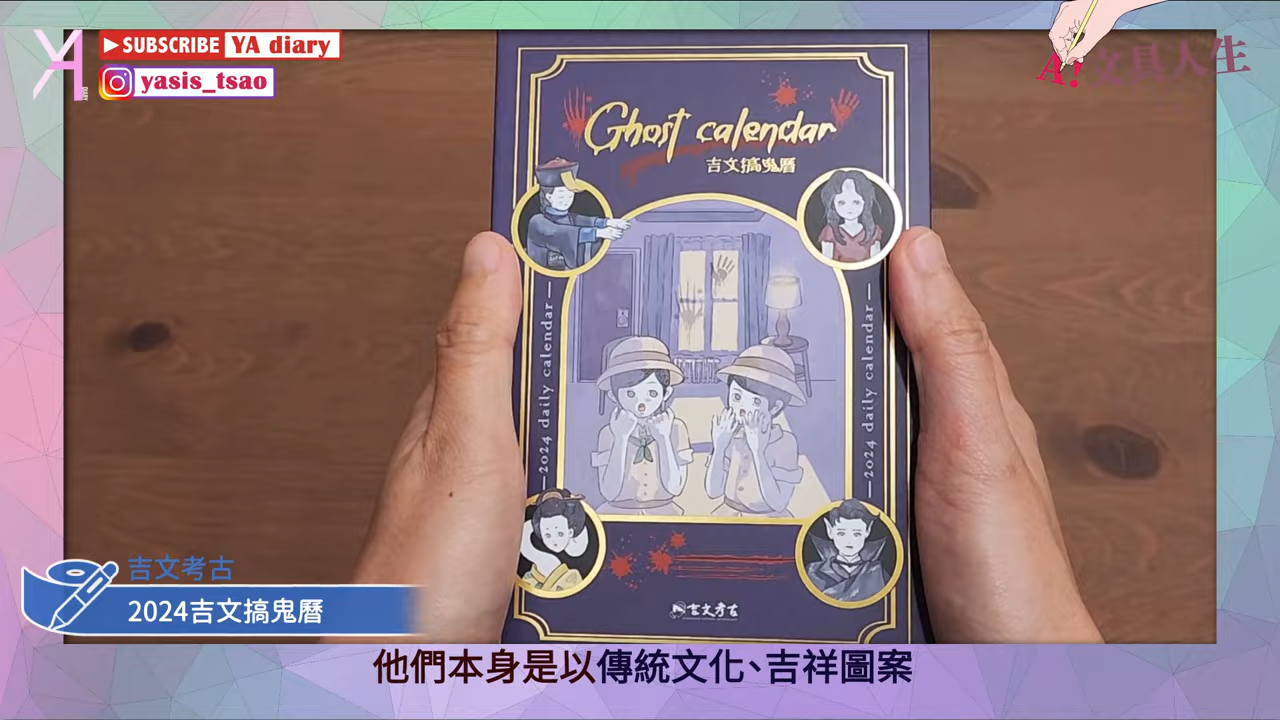 YA
DIARY
SUBSCRIBE YA diary
yasis_tsao
A! 文具人生
Ghost calendar
吉文搞鬼曆
2024 daily calendar
2024 daily calendar
吉文考古
吉文考古
2024吉文搞鬼曆
他們本身是以傳統文化、吉祥圖案